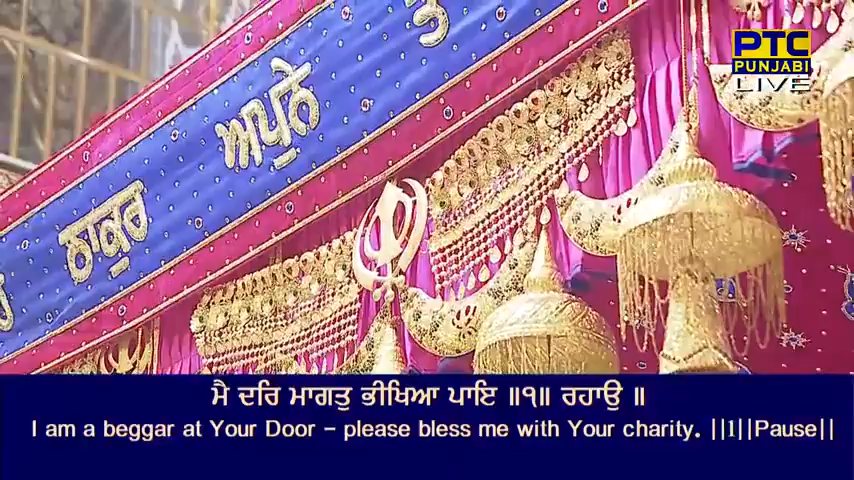 PTC
PUNJABI
LIVE
ਠਾਕੁਰ ਅਪੁਨੇ
ਮੈ ਦਰਿ ਮਾਗਤੁ ਭੀਖਿਆ ਪਾਇ ॥੧॥ ਰਹਾਉ ॥
I am a beggar at Your Door - please bless me with Your charity. ||1||Pause||